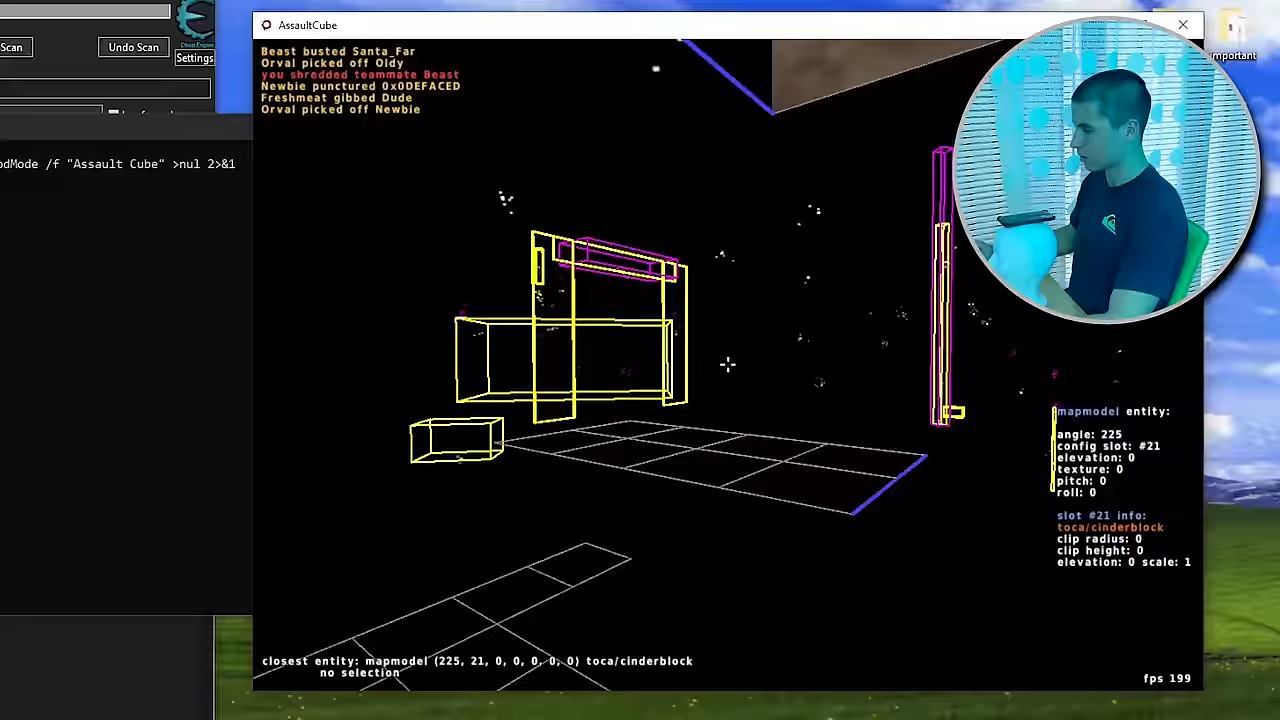 AssaultCube
Scan
Undo Scan
Cheat Engine
Settings
Beast busted Santa_Far
Orval picked off Oldy
you shredded teammate Beast
Newbie punctured 0x0DEFACED
Freshmeat gibbed Dude
Orval picked off Newbie
odMode /f "Assault Cube" >nul 2>&1
important
mapmodel entity:
angle: 225
config slot: #21
elevation: 0
texture: 0
pitch: 0
roll: 0
slot #21 info:
toca/cinderblock
clip radius: 0
clip height: 0
elevation: 0 scale: 1
closest entity: mapmodel (225, 21, 0, 0, 0, 0, 0) toca/cinderblock
no selection
fps 199